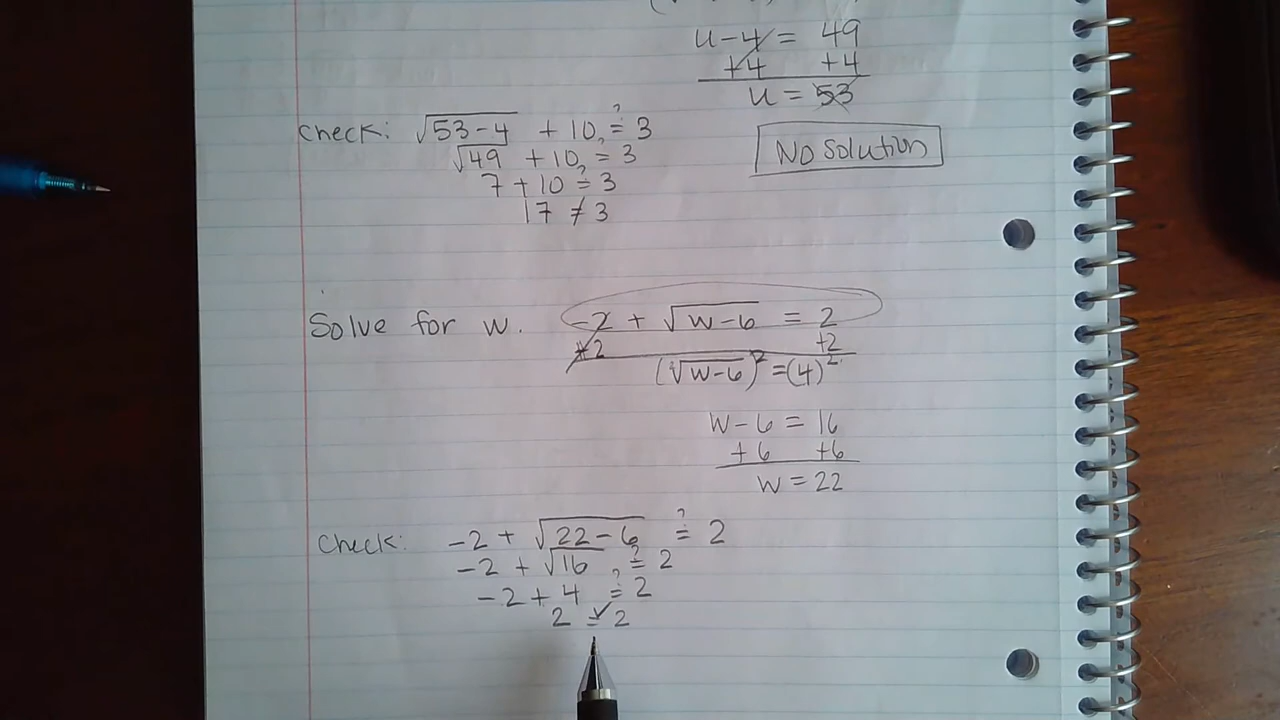 u-4 = 49
+4 +4
u = 53
check: √53-4 + 10 ≟ 3
√49 + 10 ≟ 3
No solution
7 + 10 ≟ 3
17 ≠ 3
Solve for w. -2 + √w-6 = 2
+2 +2
(√w-6)² = (4)²
w-6 = 16
+6 +6
w = 22
check: -2 + √22-6 ≟ 2
-2 + √16 ≟ 2
-2 + 4 ≟ 2
2 = 2